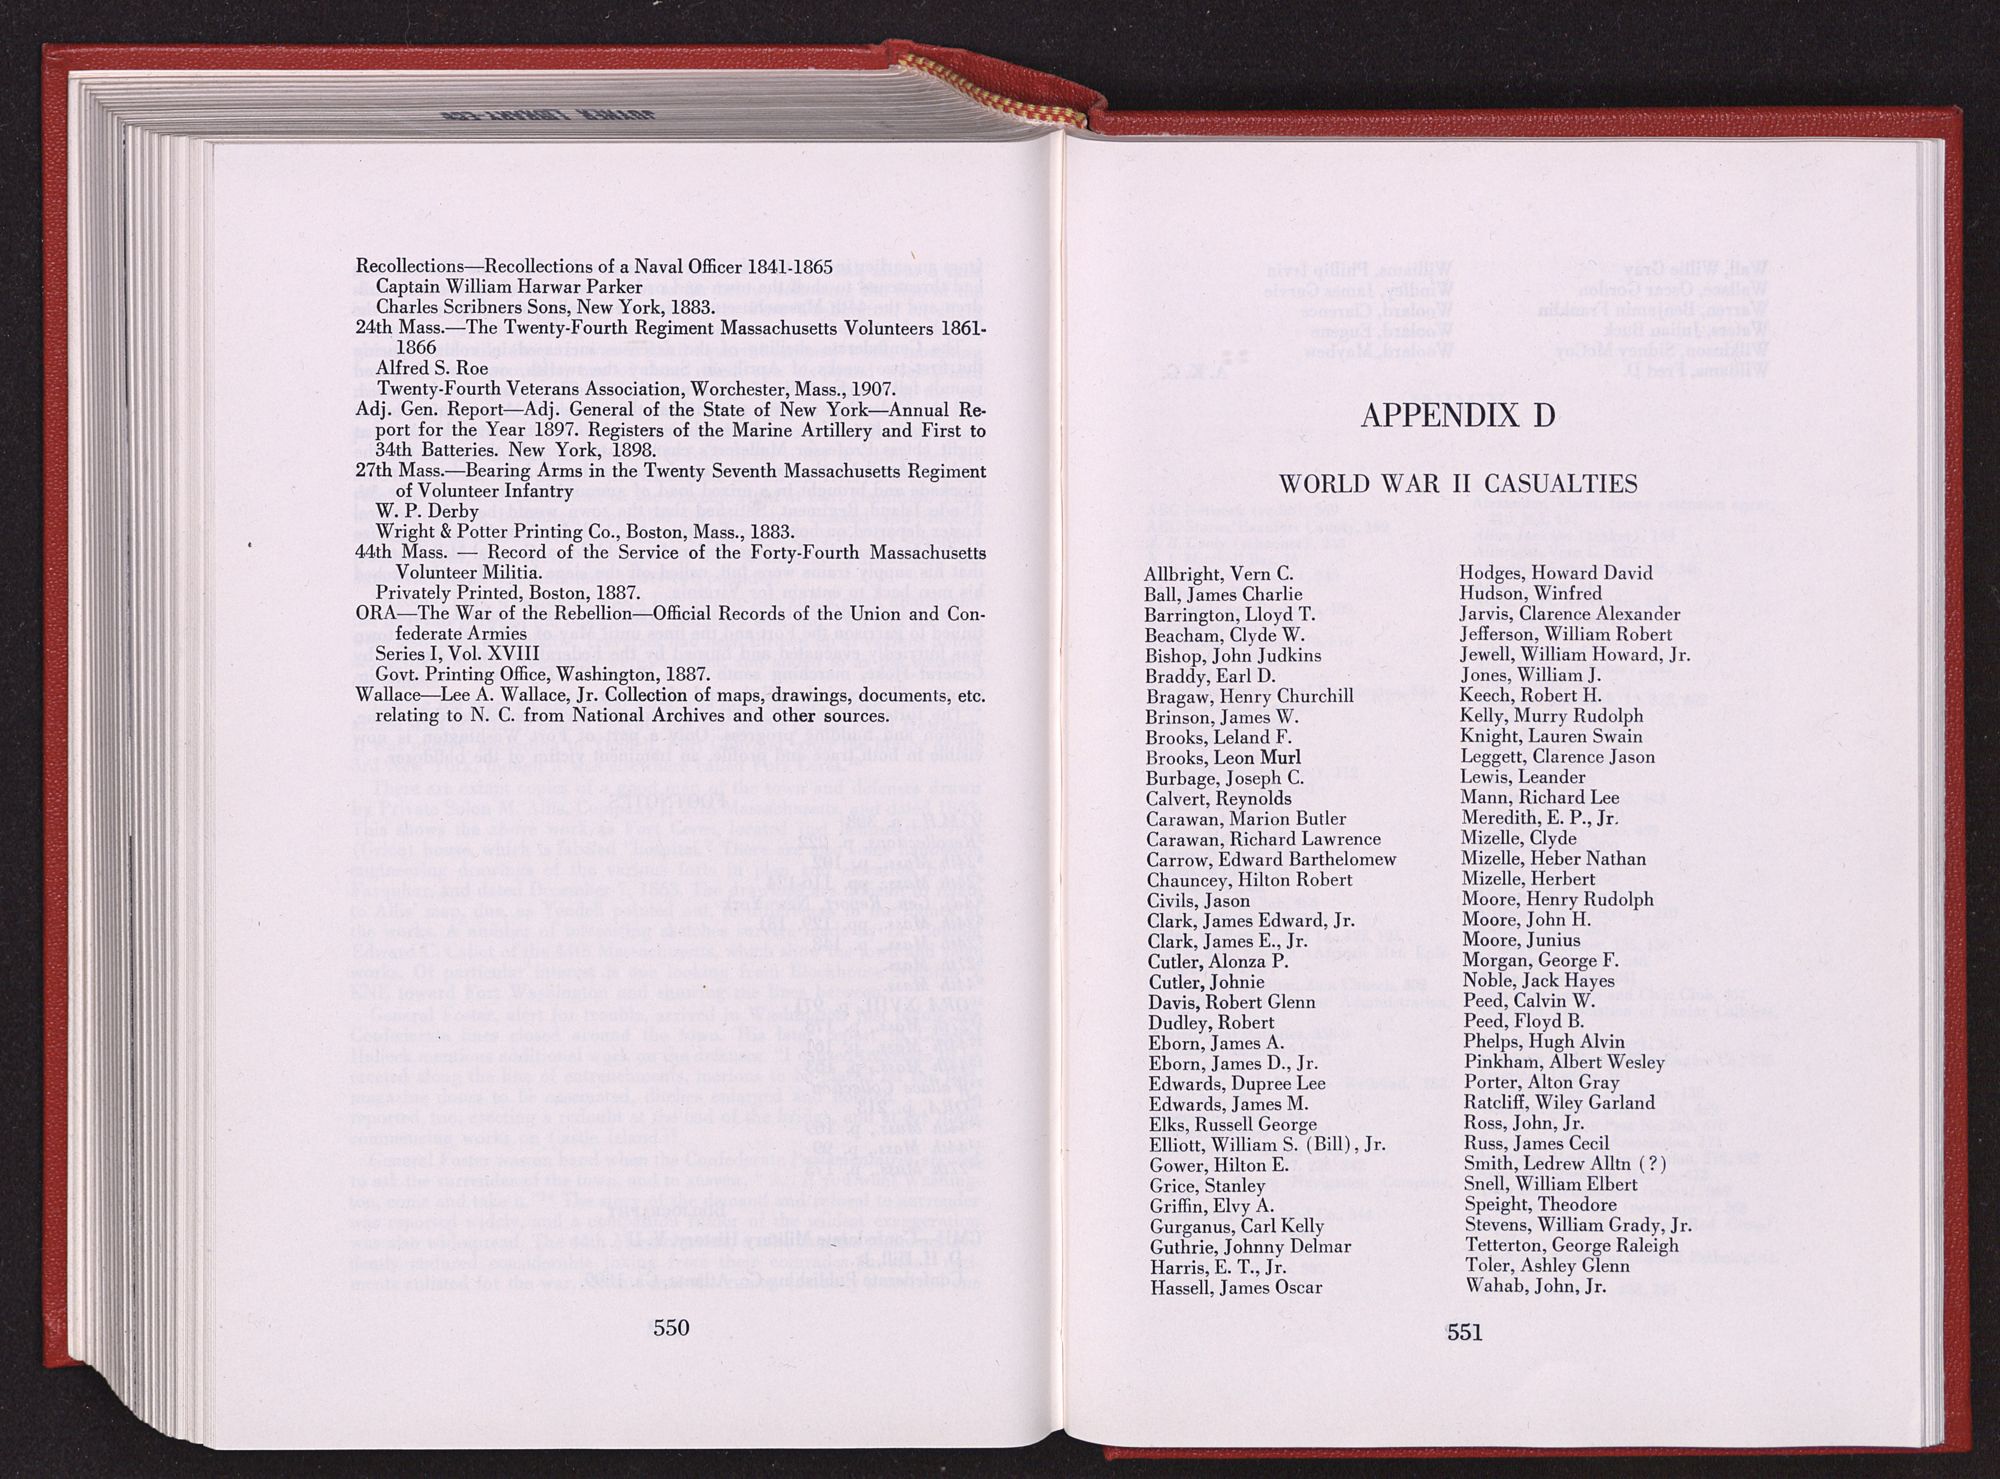 Recollections—Recollections of a Naval Officer 1841-1865
Captain William Harwar Parker
Charles Scribners Sons, New York, 1883.
24th Mass.—The Twenty-Fourth Regiment Massachusetts Volunteers 1861-
1866
Alfred S. Roe
Twenty-Fourth Veterans Association, Worchester, Mass., 1907.
Adj. Gen. Report—Adj. General of the State of New York—Annual Re-
port for the Year 1897. Registers of the Marine Artillery and First to
34th Batteries. New York, 1898.
27th Mass.—Bearing Arms in the Twenty Seventh Massachusetts Regiment
of Volunteer Infantry
W. P. Derby
Wright & Potter Printing Co., Boston, Mass., 1883.
44th Mass. — Record of the Service of the Forty-Fourth Massachusetts
Volunteer Militia.
Privately Printed, Boston, 1887.
ORA—The War of the Rebellion—Official Records of the Union and Con-
federate Armies
Series I, Vol. XVIII
Govt. Printing Office, Washington, 1887.
Wallace—Lee A. Wallace, Jr. Collection of maps, drawings, documents, etc.
relating to N. C. from National Archives and other sources.
550
APPENDIX D
WORLD WAR II CASUALTIES
Allbright, Vern C.
Ball, James Charlie
Barrington, Lloyd T.
Beacham, Clyde W.
Bishop, John Judkins
Braddy, Earl D.
Bragaw, Henry Churchill
Brinson, James W.
Brooks, Leland F.
Brooks, Leon Murl
Burbage, Joseph C.
Calvert, Reynolds
Carawan, Marion Butler
Carawan, Richard Lawrence
Carrow, Edward Barthelomew
Chauncey, Hilton Robert
Civils, Jason
Clark, James Edward, Jr.
Clark, James E., Jr.
Cutler, Alonza P.
Cutler, Johnie
Davis, Robert Glenn
Dudley, Robert
Eborn, James A.
Eborn, James D., Jr.
Edwards, Dupree Lee
Edwards, James M.
Elks, Russell George
Elliott, William S. (Bill), Jr.
Gower, Hilton E.
Grice, Stanley
Griffin, Elvy A.
Gurganus, Carl Kelly
Guthrie, Johnny Delmar
Harris, E. T., Jr.
Hassell, James Oscar
Hodges, Howard David
Hudson, Winfred
Jarvis, Clarence Alexander
Jefferson, William Robert
Jewell, William Howard, Jr.
Jones, William J.
Keech, Robert H.
Kelly, Murry Rudolph
Knight, Lauren Swain
Leggett, Clarence Jason
Lewis, Leander
Mann, Richard Lee
Meredith, E. P., Jr.
Mizelle, Clyde
Mizelle, Heber Nathan
Mizelle, Herbert
Moore, Henry Rudolph
Moore, John H.
Moore, Junius
Morgan, George F.
Noble, Jack Hayes
Peed, Calvin W.
Peed, Floyd B.
Phelps, Hugh Alvin
Pinkham, Albert Wesley
Porter, Alton Gray
Ratcliff, Wiley Garland
Ross, John, Jr.
Russ, James Cecil
Smith, Ledrew Alltn (?)
Snell, William Elbert
Speight, Theodore
Stevens, William Grady, Jr.
Tetterton, George Raleigh
Toler, Ashley Glenn
Wahab, John, Jr.
551